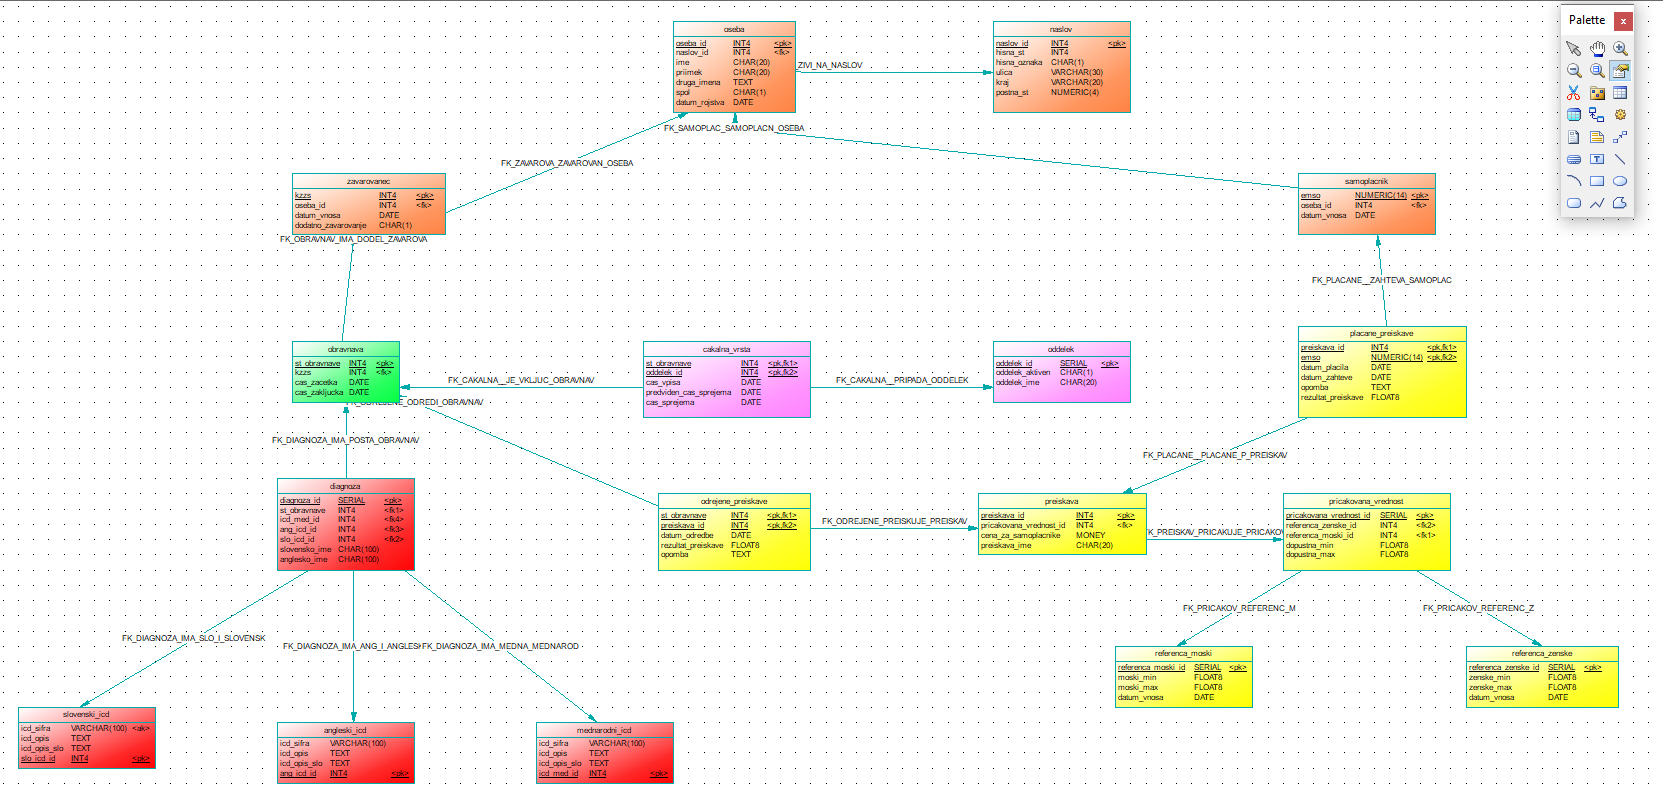 Palette x
oseba
oseba_id INT4 <pk>
naslov_id INT4 <fk>
ime CHAR(20)
priimek CHAR(20)
druga_imena TEXT
spol CHAR(1)
datum_rojstva DATE
ZIVI_NA_NASLOV
naslov
naslov_id INT4 <pk>
hisna_st INT4
hisna_oznaka CHAR(1)
ulica VARCHAR(30)
kraj VARCHAR(20)
postna_st NUMERIC(4)
FK_SAMOPLAC_SAMOPLACN_OSEBA
FK_ZAVAROVA_ZAVAROVAN_OSEBA
zavarovanec
kzzs INT4 <pk>
oseba_id INT4 <fk>
datum_vnosa DATE
dodatno_zavarovanje CHAR(1)
samoplacnik
emso NUMERIC(14) <pk>
oseba_id INT4 <fk>
datum_vnosa DATE
FK_OBRAVNAV_IMA_DODEL_ZAVAROVA
FK_PLACANE__ZAHTEVA_SAMOPLAC
obravnava
st_obravnave INT4 <pk>
kzzs INT4 <fk>
cas_zacetka DATE
cas_zakljucka DATE
FK_CAKALNA__JE_VKLJUC_OBRAVNAV
cakalna_vrsta
st_obravnave INT4 <pk,fk1>
oddelek_id INT4 <pk,fk2>
cas_vpisa DATE
predviden_cas_sprejema DATE
cas_sprejema DATE
FK_CAKALNA__PRIPADA_ODDELEK
oddelek
oddelek_id SERIAL <pk>
oddelek_aktiven CHAR(1)
oddelek_ime CHAR(20)
placane_preiskave
preiskava_id INT4 <pk,fk1>
emso NUMERIC(14) <pk,fk2>
datum_placila DATE
datum_zahteve DATE
opomba TEXT
rezultat_preiskave FLOAT8
FK_ODREJENE_ODREDI_OBRAVNAV
FK_DIAGNOZA_IMA_POSTA_OBRAVNAV
FK_PLACANE__PLACANE_P_PREISKAV
diagnoza
diagnoza_id SERIAL <pk>
st_obravnave INT4 <fk1>
icd_med_id INT4 <fk4>
ang_icd_id INT4 <fk3>
slo_icd_id INT4 <fk2>
slovensko_ime CHAR(100)
anglesko_ime CHAR(100)
odrejene_preiskave
st_obravnave INT4 <pk,fk1>
preiskava_id INT4 <pk,fk2>
datum_odredbe DATE
rezultat_preiskave FLOAT8
opomba TEXT
FK_ODREJENE_PREISKUJE_PREISKAV
preiskava
preiskava_id INT4 <pk>
pricakovana_vrednost_id INT4 <fk>
cena_za_samoplacnike MONEY
preiskava_ime CHAR(20)
K_PREISKAV_PRICAKUJE_PRICAKO
pricakovana_vrednost
pricakovana_vrednost_id SERIAL <pk>
referenca_zenske_id INT4 <fk2>
referenca_moski_id INT4 <fk1>
dopustna_min FLOAT8
dopustna_max FLOAT8
FK_PRICAKOV_REFERENC_M
FK_PRICAKOV_REFERENC_Z
FK_DIAGNOZA_IMA_SLO_I_SLOVENSK
FK_DIAGNOZA_IMA_ANG_I_ANGLES
FK_DIAGNOZA_IMA_MEDNA_MEDNAROD
referenca_moski
referenca_moski_id SERIAL <pk>
moski_min FLOAT8
moski_max FLOAT8
datum_vnosa DATE
referenca_zenske
referenca_zenske_id SERIAL <pk>
zenske_min FLOAT8
zenske_max FLOAT8
datum_vnosa DATE
slovenski_icd
icd_sifra VARCHAR(100) <ak>
icd_opis TEXT
icd_opis_slo TEXT
slo_icd_id INT4 <pk>
angleski_icd
icd_sifra VARCHAR(100)
icd_opis TEXT
icd_opis_slo TEXT
ang_icd_id INT4 <pk>
mednarodni_icd
icd_sifra VARCHAR(100)
icd_opis TEXT
icd_opis_slo TEXT
icd_med_id INT4 <pk>